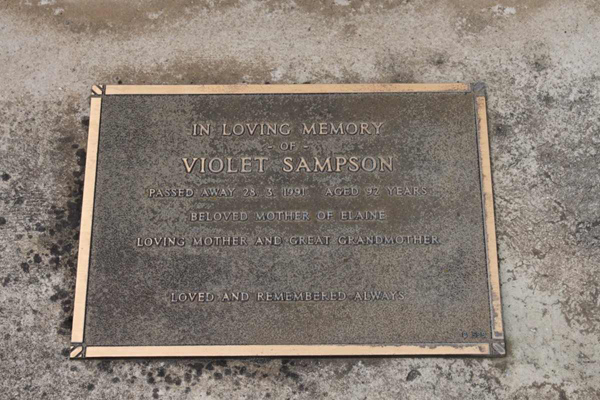 IN LOVING MEMORY
- OF -
VIOLET SAMPSON
PASSED AWAY 28. 3. 1991 AGED 92 YEARS
BELOVED MOTHER OF ELAINE
LOVING MOTHER AND GREAT GRANDMOTHER
LOVED AND REMEMBERED ALWAYS